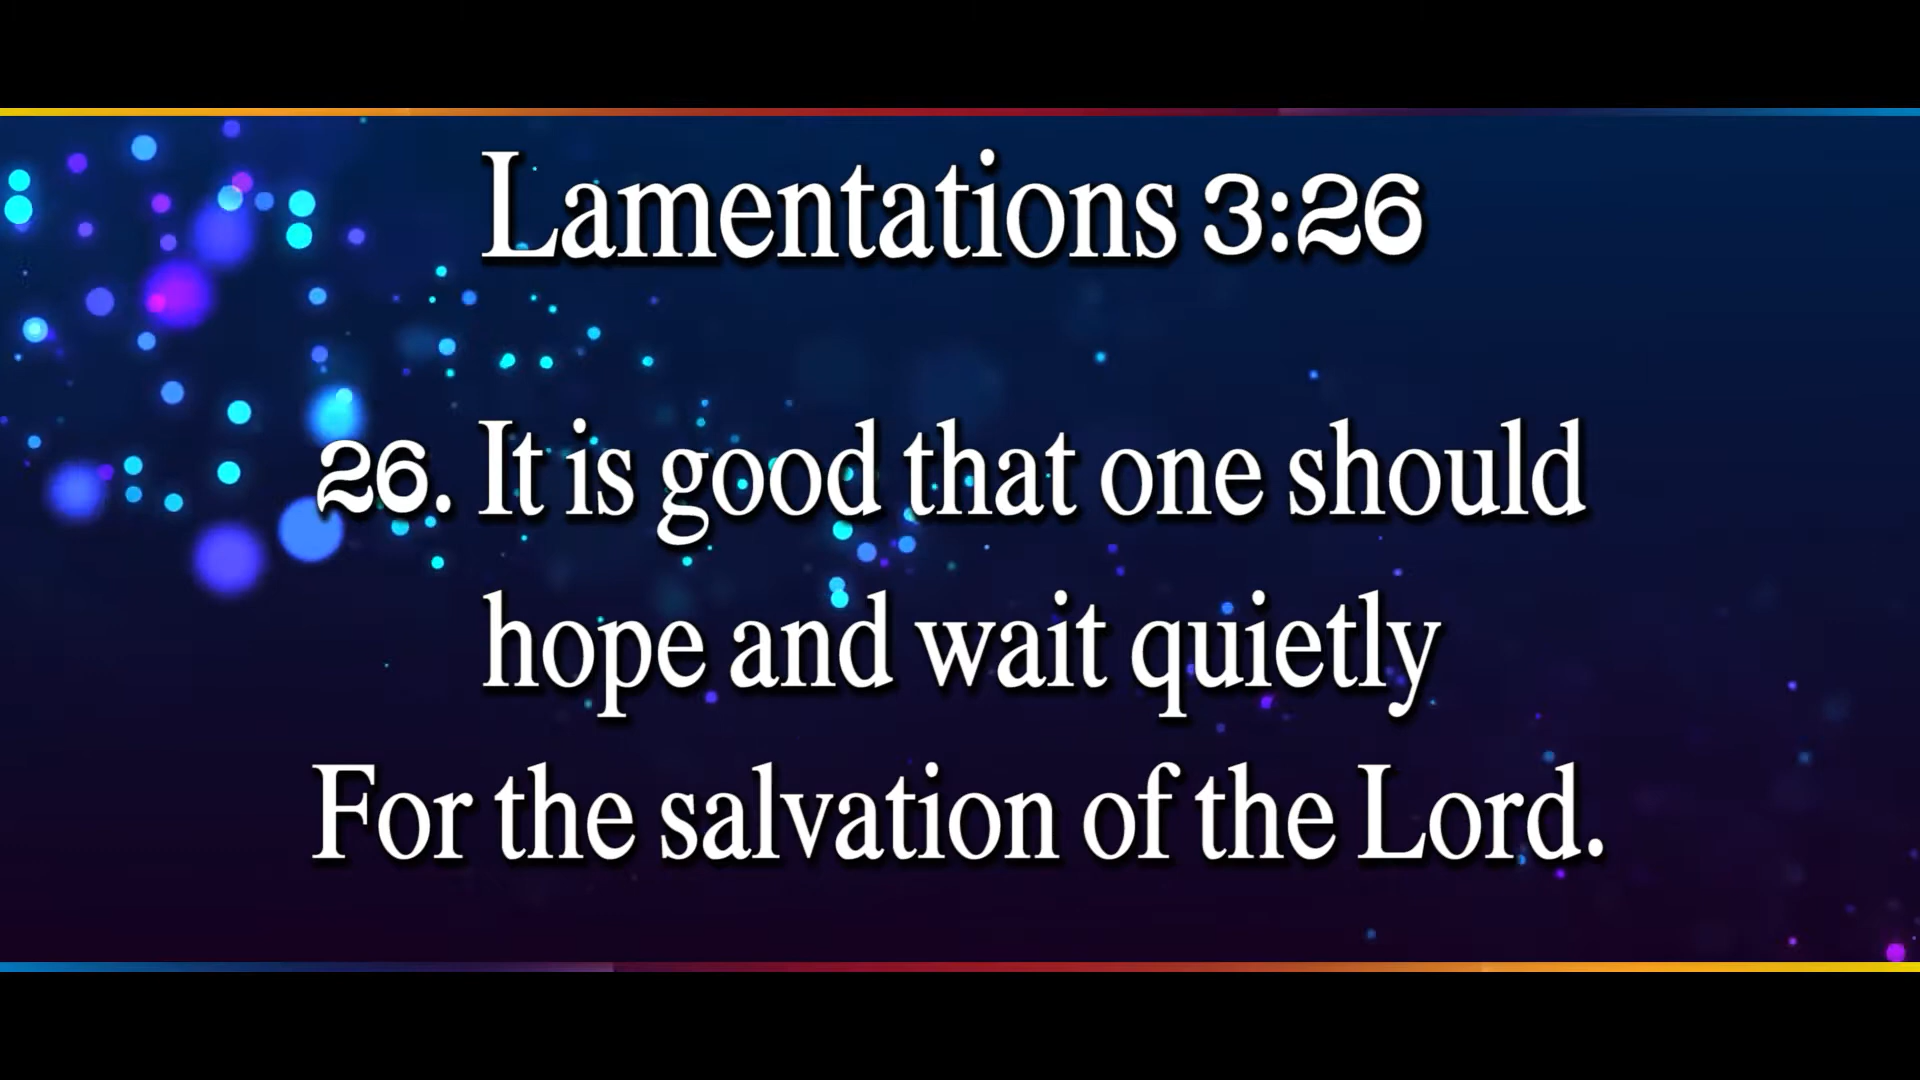 Lamentations 3:26
26. It is good that one should
hope and wait quietly
For the salvation of the Lord.